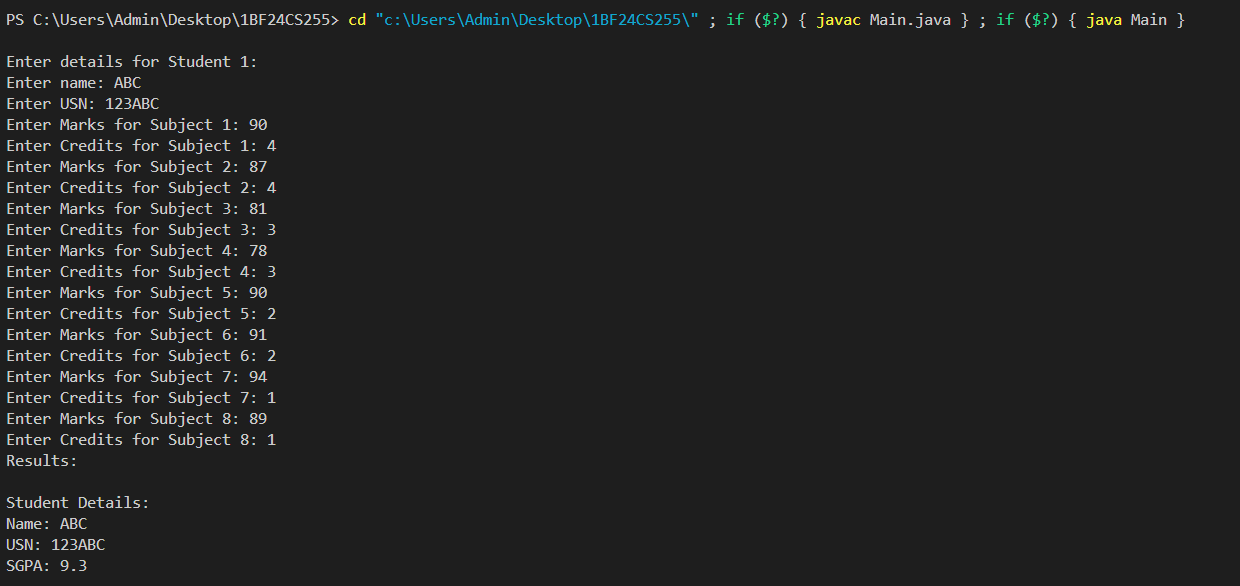 PS C:\Users\Admin\Desktop\1BF24CS255> cd "c:\Users\Admin\Desktop\1BF24CS255\" ; if ($?) { javac Main.java } ; if ($?) { java Main }
Enter details for Student 1:
Enter name: ABC
Enter USN: 123ABC
Enter Marks for Subject 1: 90
Enter Credits for Subject 1: 4
Enter Marks for Subject 2: 87
Enter Credits for Subject 2: 4
Enter Marks for Subject 3: 81
Enter Credits for Subject 3: 3
Enter Marks for Subject 4: 78
Enter Credits for Subject 4: 3
Enter Marks for Subject 5: 90
Enter Credits for Subject 5: 2
Enter Marks for Subject 6: 91
Enter Credits for Subject 6: 2
Enter Marks for Subject 7: 94
Enter Credits for Subject 7: 1
Enter Marks for Subject 8: 89
Enter Credits for Subject 8: 1
Results:
Student Details:
Name: ABC
USN: 123ABC
SGPA: 9.3